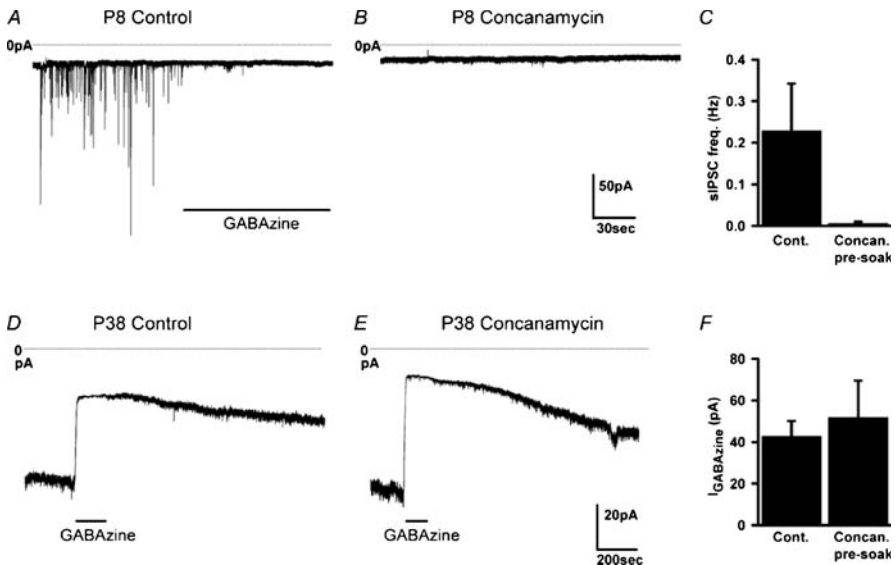 A P8 Control
0pA
GABAzine
B P8 Concanamycin
0pA
50pA
30sec
C
sIPSC freq. (Hz)
0.4
0.3
0.2
0.1
0.0
Cont. Concan.
pre-soak
D P38 Control
0
pA
GABAzine
E P38 Concanamycin
0
pA
GABAzine
20pA
200sec
F
IGABAzine (pA)
80
60
40
20
0
Cont. Concan.
pre-soak